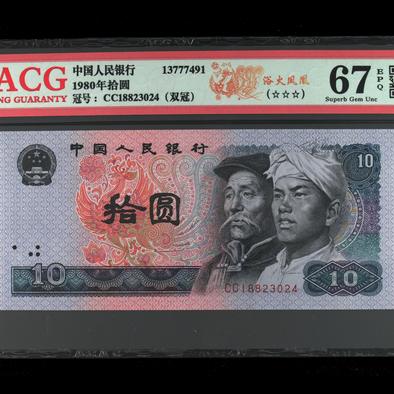 ACG
NG GUARANTY
中国人民银行
1980年拾圆
冠号：CC18823024（双冠）
13777491
浴火凤凰
(☆☆☆)
67
EPQ
Superb Gem Unc
中国人民银行
10
拾圆
10
10
CC18823024